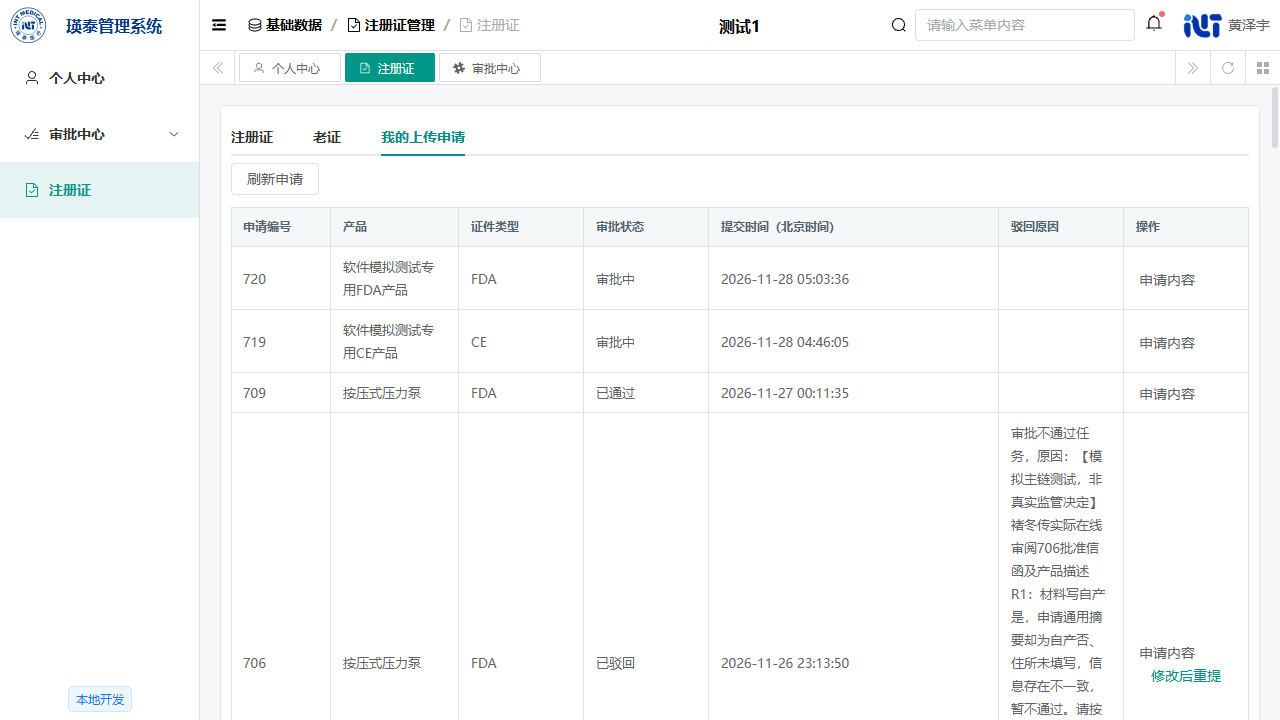 瑛泰管理系统
基础数据 / 注册证管理 / 注册证
测试1
请输入菜单内容
黄泽宇
个人中心
审批中心
注册证
本地开发
个人中心
注册证
审批中心
注册证 老证 我的上传申请
刷新申请
申请编号 产品 证件类型 审批状态 提交时间（北京时间） 驳回原因 操作
720 软件模拟测试专 FDA 审批中 2026-11-28 05:03:36 申请内容
用FDA产品
719 软件模拟测试专 CE 审批中 2026-11-28 04:46:05 申请内容
用CE产品
709 按压式压力泵 FDA 已通过 2026-11-27 00:11:35 申请内容
706 按压式压力泵 FDA 已驳回 2026-11-26 23:13:50
审批不通过任
务，原因：【模
拟主链测试，非
真实监管决定】
褚冬传实际在线
审阅706批准信
函及产品描述
R1：材料写自产
是，申请通用摘
要却为自产否、
住所未填写，信
息存在不一致，
暂不通过。请按
申请内容
修改后重提